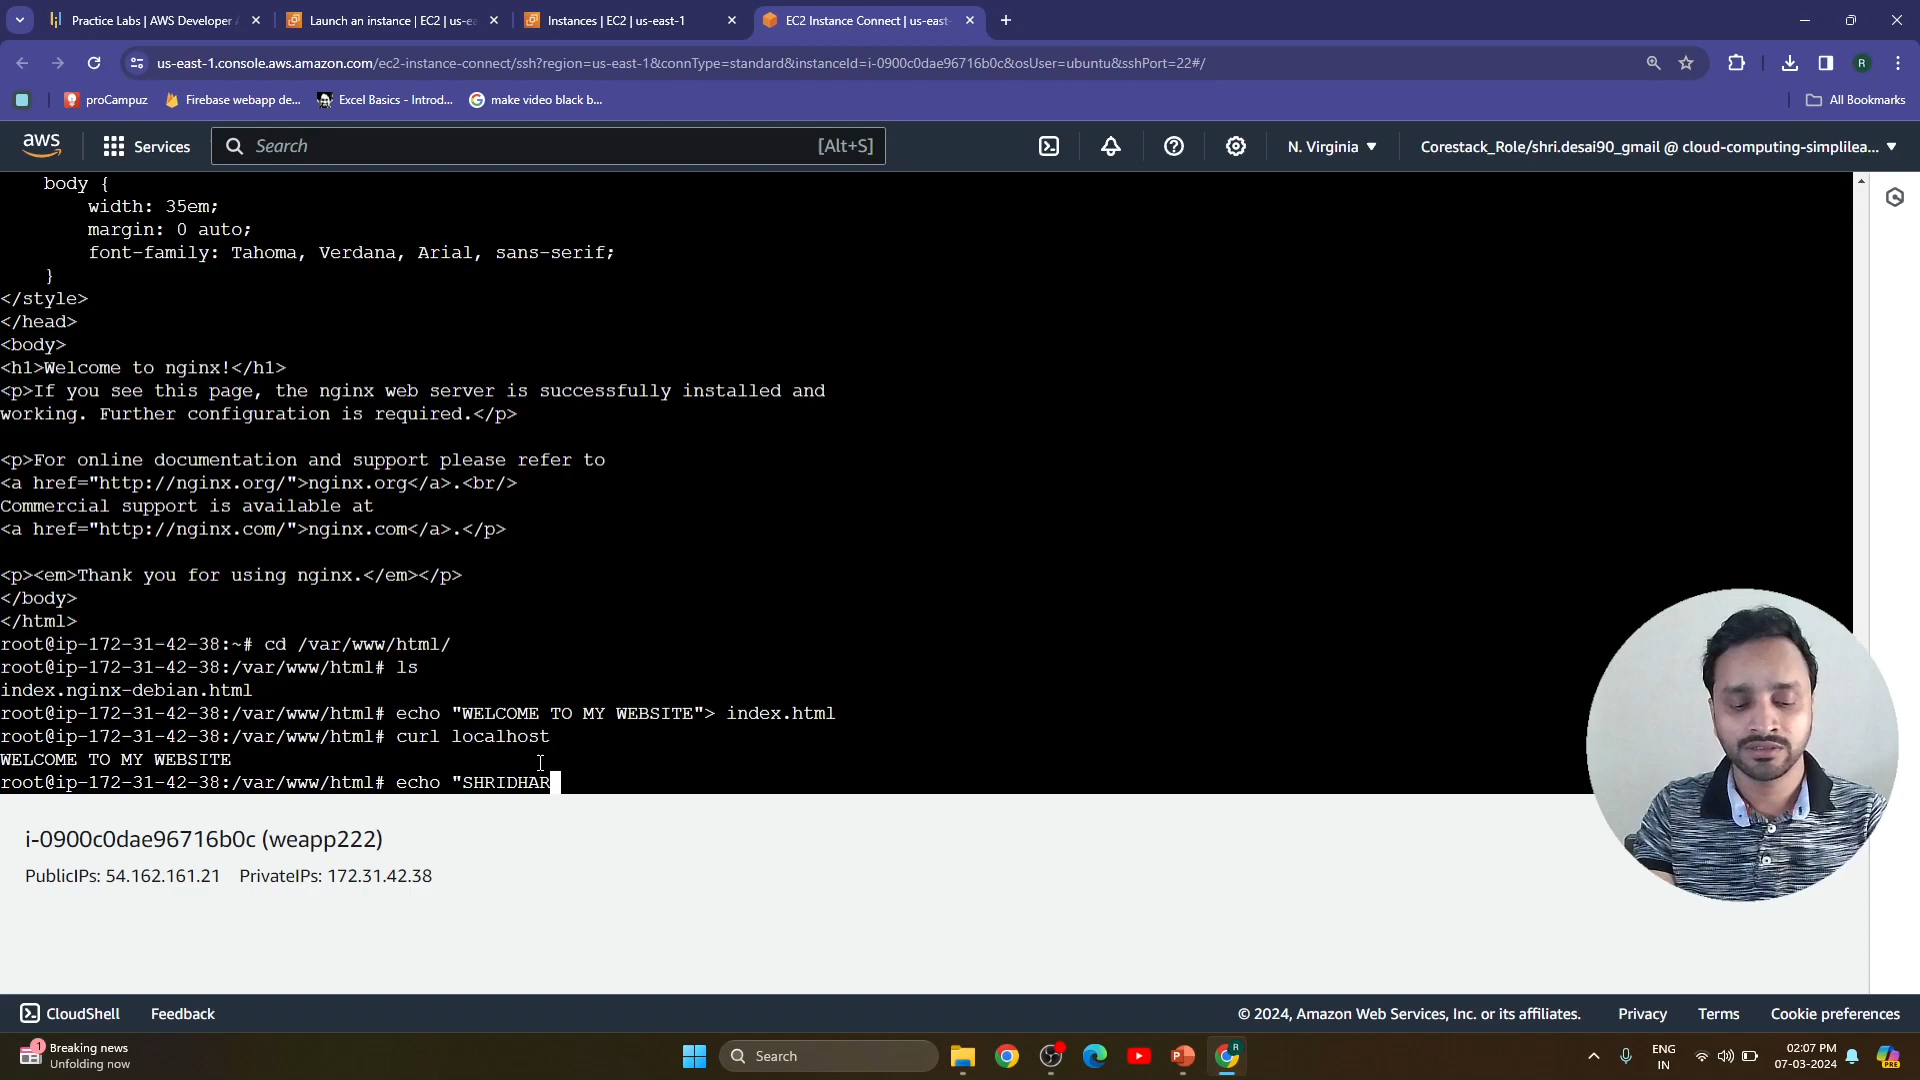 Practice Labs | AWS Developer
Launch an instance | EC2 | us-ea
Instances | EC2 | us-east-1
EC2 Instance Connect | us-east-
us-east-1.console.aws.amazon.com/ec2-instance-connect/ssh?region=us-east-1&connType=standard&instanceId=i-0900c0dae96716b0c&osUser=ubuntu&sshPort=22#/
R
proCampuz
Firebase webapp de...
Excel Basics - Introd...
make video black b...
All Bookmarks
aws
Services
Search
[Alt+S]
N. Virginia
Corestack_Role/shri.desai90_gmail @ cloud-computing-simplilea...
body {
width: 35em;
margin: 0 auto;
font-family: Tahoma, Verdana, Arial, sans-serif;
}
</style>
</head>
<body>
<h1>Welcome to nginx!</h1>
<p>If you see this page, the nginx web server is successfully installed and
working. Further configuration is required.</p>
<p>For online documentation and support please refer to
<a href="http://nginx.org/">nginx.org</a>.<br/>
Commercial support is available at
<a href="http://nginx.com/">nginx.com</a>.</p>
<p><em>Thank you for using nginx.</em></p>
</body>
</html>
root@ip-172-31-42-38:~# cd /var/www/html/
root@ip-172-31-42-38:/var/www/html# ls
index.nginx-debian.html
root@ip-172-31-42-38:/var/www/html# echo "WELCOME TO MY WEBSITE"> index.html
root@ip-172-31-42-38:/var/www/html# curl localhost
WELCOME TO MY WEBSITE
root@ip-172-31-42-38:/var/www/html# echo "SHRIDHAR
i-0900c0dae96716b0c (weapp222)
PublicIPs: 54.162.161.21 PrivateIPs: 172.31.42.38
CloudShell
Feedback
© 2024, Amazon Web Services, Inc. or its affiliates.
Privacy
Terms
Cookie preferences
1
Breaking news
Unfolding now
Search
R
ENG
IN
02:07 PM
07-03-2024
PRE